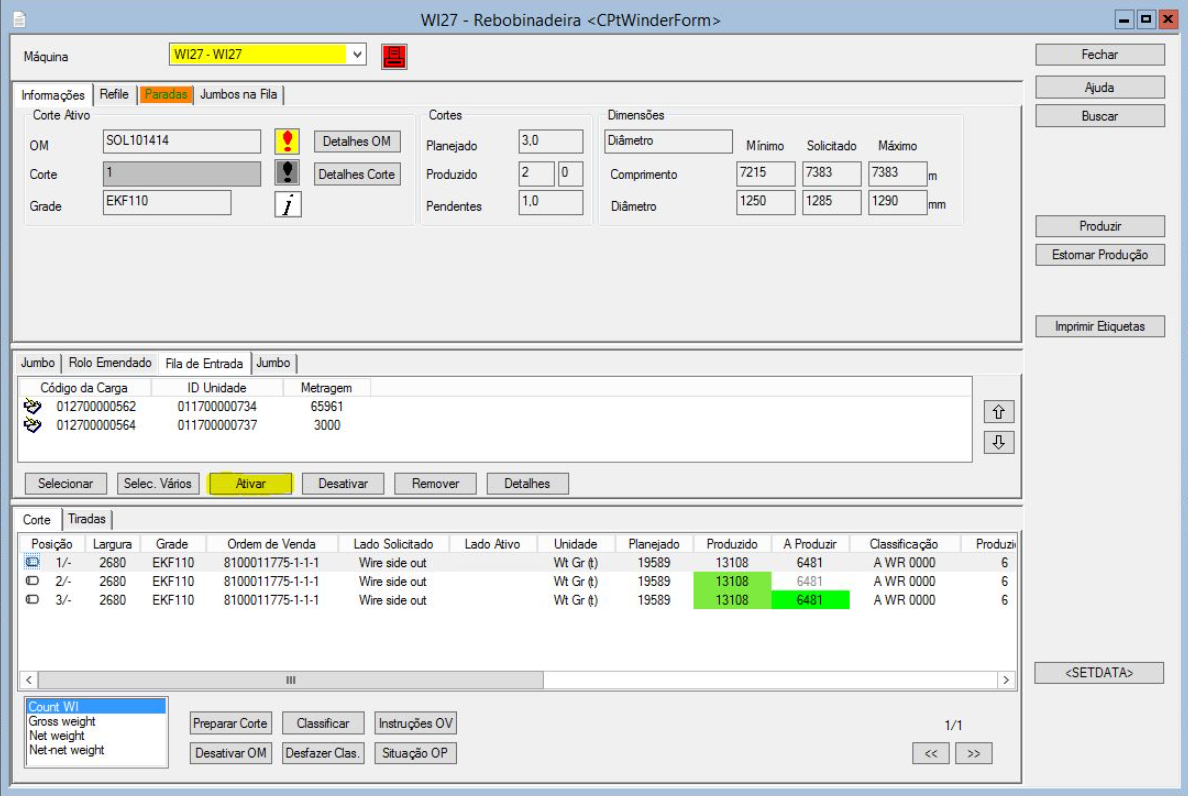 WI27 - Rebobinadeira <CPtWinderForm>
Máquina WI27 - WI27
Fechar
Ajuda
Buscar
Produzir
Estornar Produção
Imprimir Etiquetas
<SETDATA>
Informações Refile Paradas Jumbos na Fila
Corte Ativo
OM SOL101414 Detalhes OM
Corte 1 Detalhes Corte
Grade EKF110 i
Cortes
Planejado 3,0
Produzido 2 0
Pendentes 1,0
Dimensões
Diâmetro Mínimo Solicitado Máximo
Comprimento 7215 7383 7383 m
Diâmetro 1250 1285 1290 mm
Jumbo Rolo Emendado Fila de Entrada Jumbo
Código da Carga ID Unidade Metragem
012700000562 011700000734 65961
012700000564 011700000737 3000
Selecionar Selec. Vários Ativar Desativar Remover Detalhes
Corte Tiradas
Posição Largura Grade Ordem de Venda Lado Solicitado Lado Ativo Unidade Planejado Produzido A Produzir Classificação Produzi
1/- 2680 EKF110 8100011775-1-1-1 Wire side out Wt Gr (t) 19589 13108 6481 A WR 0000 6
2/- 2680 EKF110 8100011775-1-1-1 Wire side out Wt Gr (t) 19589 13108 6481 A WR 0000 6
3/- 2680 EKF110 8100011775-1-1-1 Wire side out Wt Gr (t) 19589 13108 6481 A WR 0000 6
Count WI
Gross weight
Net weight
Net-net weight
Preparar Corte Classificar Instruções OV
Desativar OM Desfazer Clas. Situação OP
1/1
<< >>